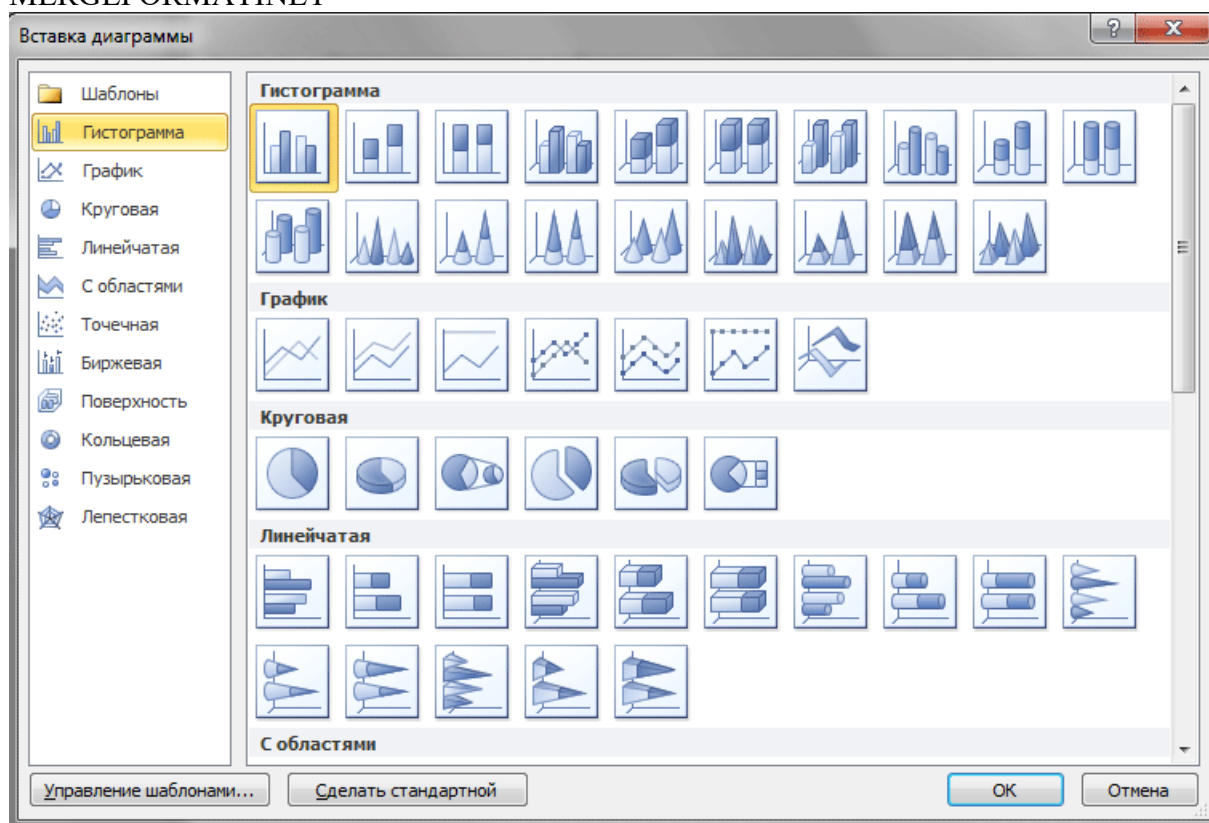 MERGEFORMATINET
Вставка диаграммы
Шаблоны
Гистограмма
График
Круговая
Линейчатая
С областями
Точечная
Биржевая
Поверхность
Кольцевая
Пузырьковая
Лепестковая
Гистограмма
График
Круговая
Линейчатая
С областями
Управление шаблонами...
Сделать стандартной
ОК
Отмена